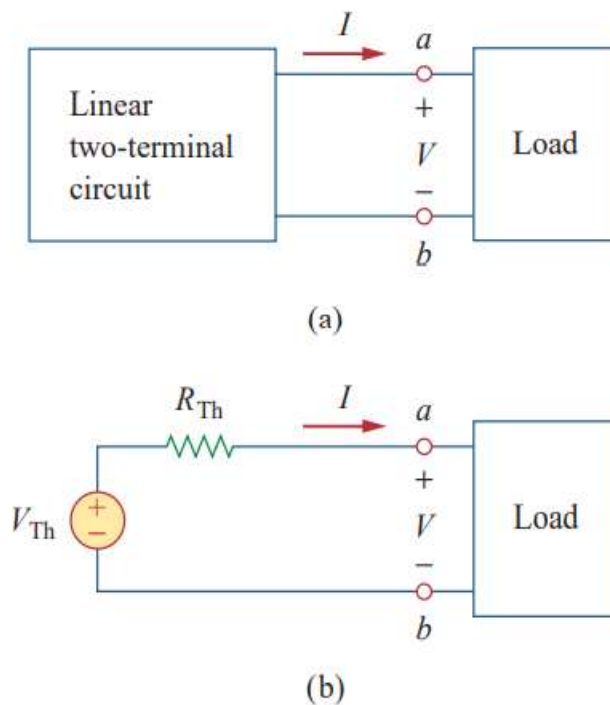 I a
Linear
two-terminal
circuit
+
V
−
Load
b
(a)
R_Th I a
V_Th
+
−
+
V
−
Load
b
(b)